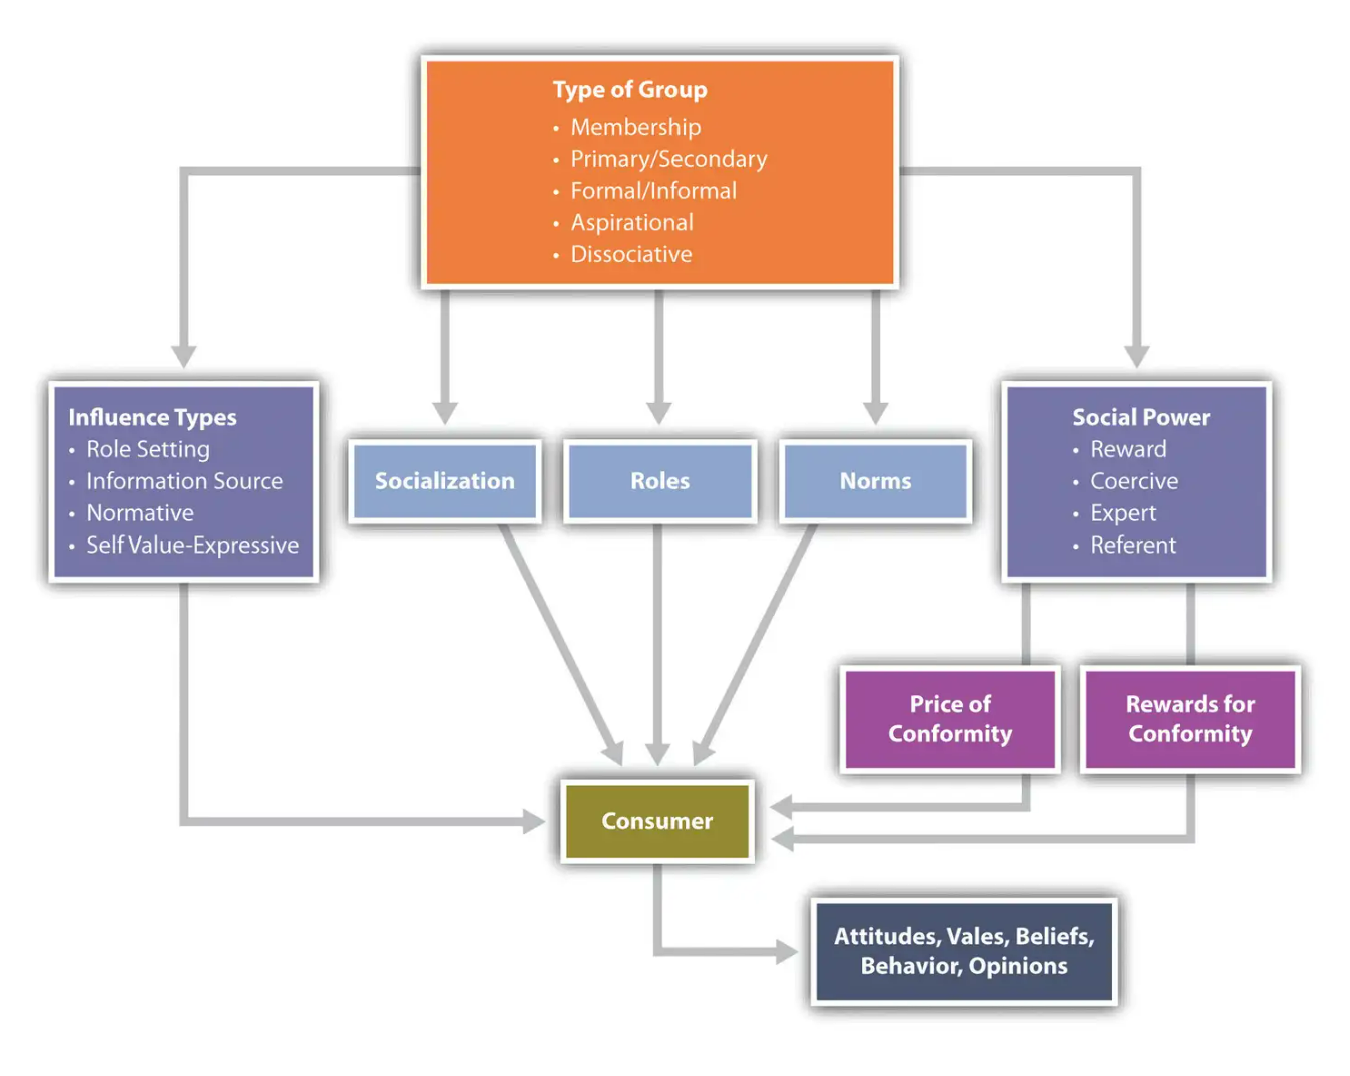 Type of Group
• Membership
• Primary/Secondary
• Formal/Informal
• Aspirational
• Dissociative
Influence Types
• Role Setting
• Information Source
• Normative
• Self Value-Expressive
Socialization
Roles
Norms
Social Power
• Reward
• Coercive
• Expert
• Referent
Price of
Conformity
Rewards for
Conformity
Consumer
Attitudes, Vales, Beliefs,
Behavior, Opinions